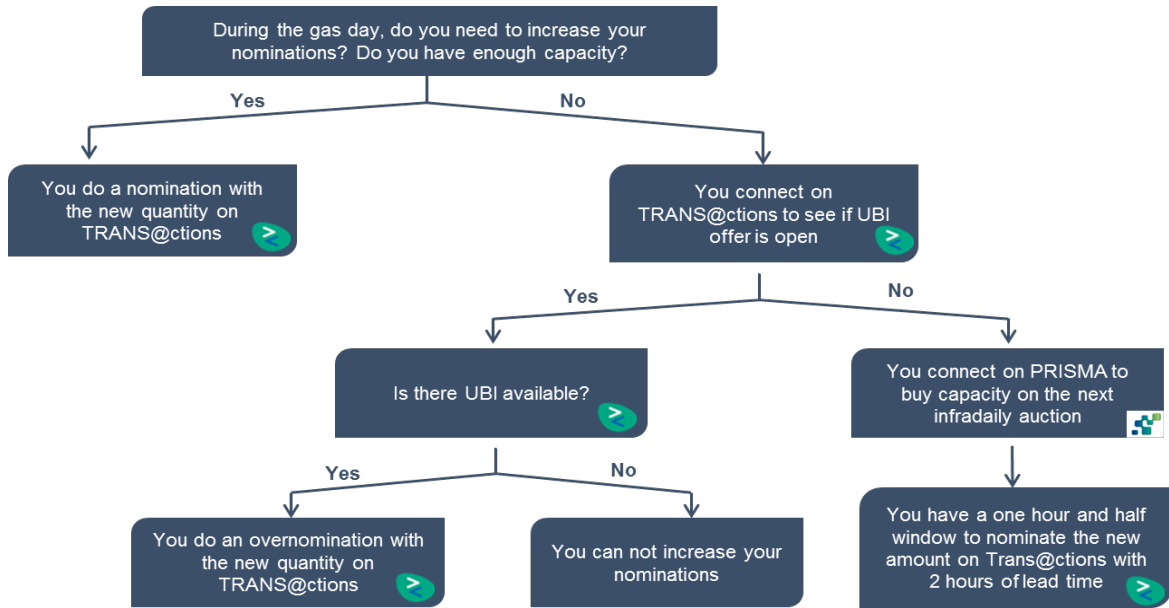 During the gas day, do you need to increase your
nominations? Do you have enough capacity?
Yes
No
You do a nomination with
the new quantity on
TRANS@ctions
You connect on
TRANS@ctions to see if UBI
offer is open
Yes
No
Is there UBI available?
You connect on PRISMA to
buy capacity on the next
infradaily auction
Yes
No
You do an overnomination with
the new quantity on
TRANS@ctions
You can not increase your
nominations
You have a one hour and half
window to nominate the new
amount on Trans@ctions with
2 hours of lead time